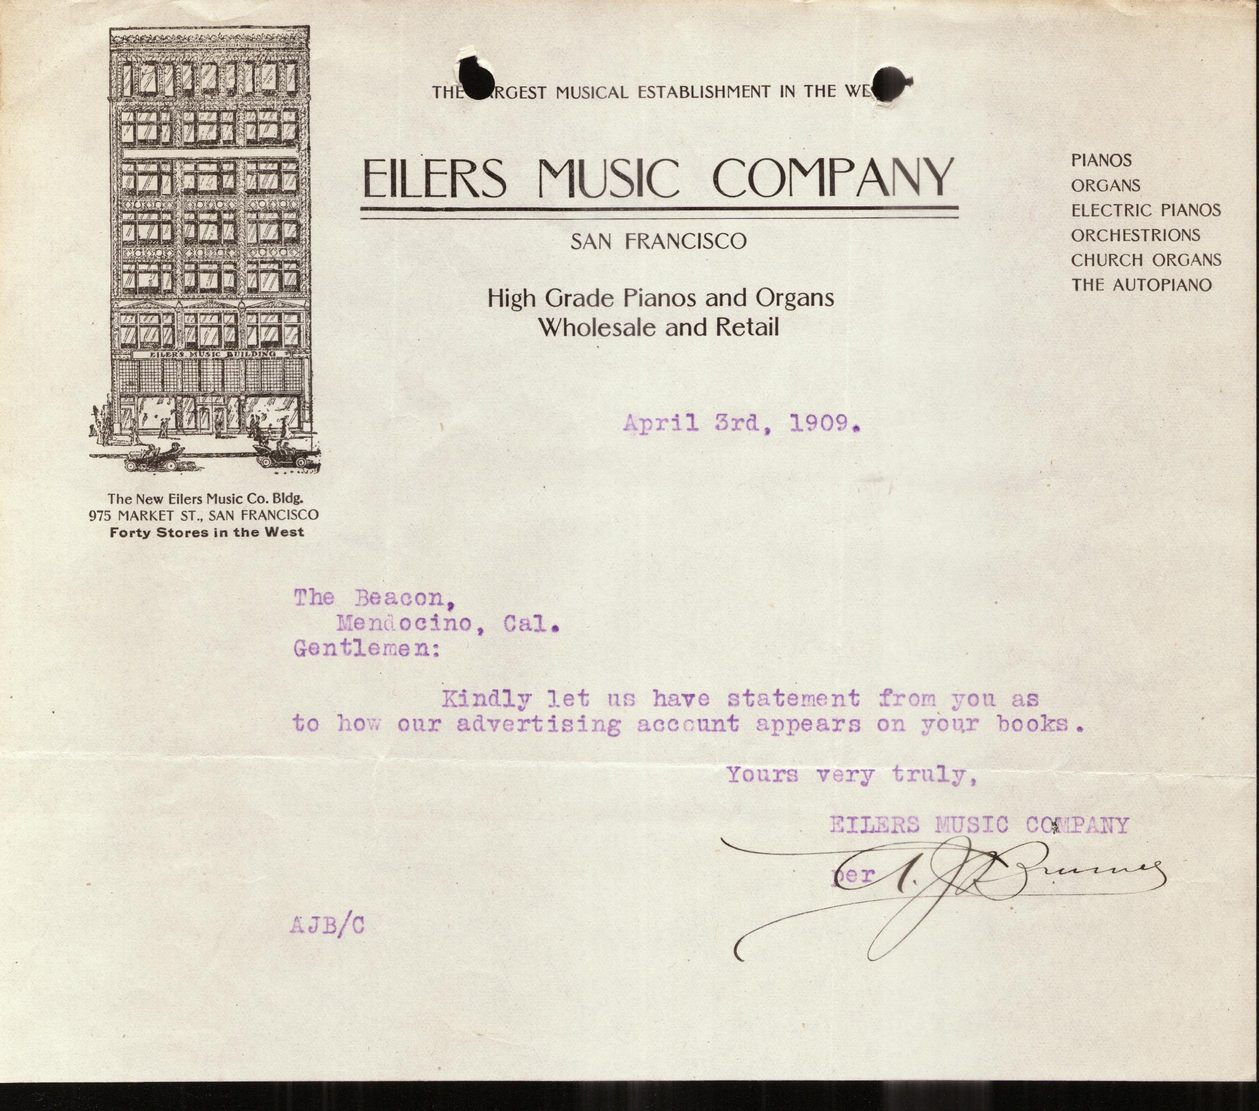 THE LARGEST MUSICAL ESTABLISHMENT IN THE WEST
EILERS MUSIC COMPANY
SAN FRANCISCO
High Grade Pianos and Organs
Wholesale and Retail
PIANOS
ORGANS
ELECTRIC PIANOS
ORCHESTRIONS
CHURCH ORGANS
THE AUTOPIANO
EILERS MUSIC BUILDING
The New Eilers Music Co. Bldg.
975 MARKET ST., SAN FRANCISCO
Forty Stores in the West
April 3rd, 1909.
The Beacon,
Mendocino, Cal.
Gentlemen:
Kindly let us have statement from you as
to how our advertising account appears on your books.
Yours very truly,
EILERS MUSIC COMPANY
per A. J.
AJB/C